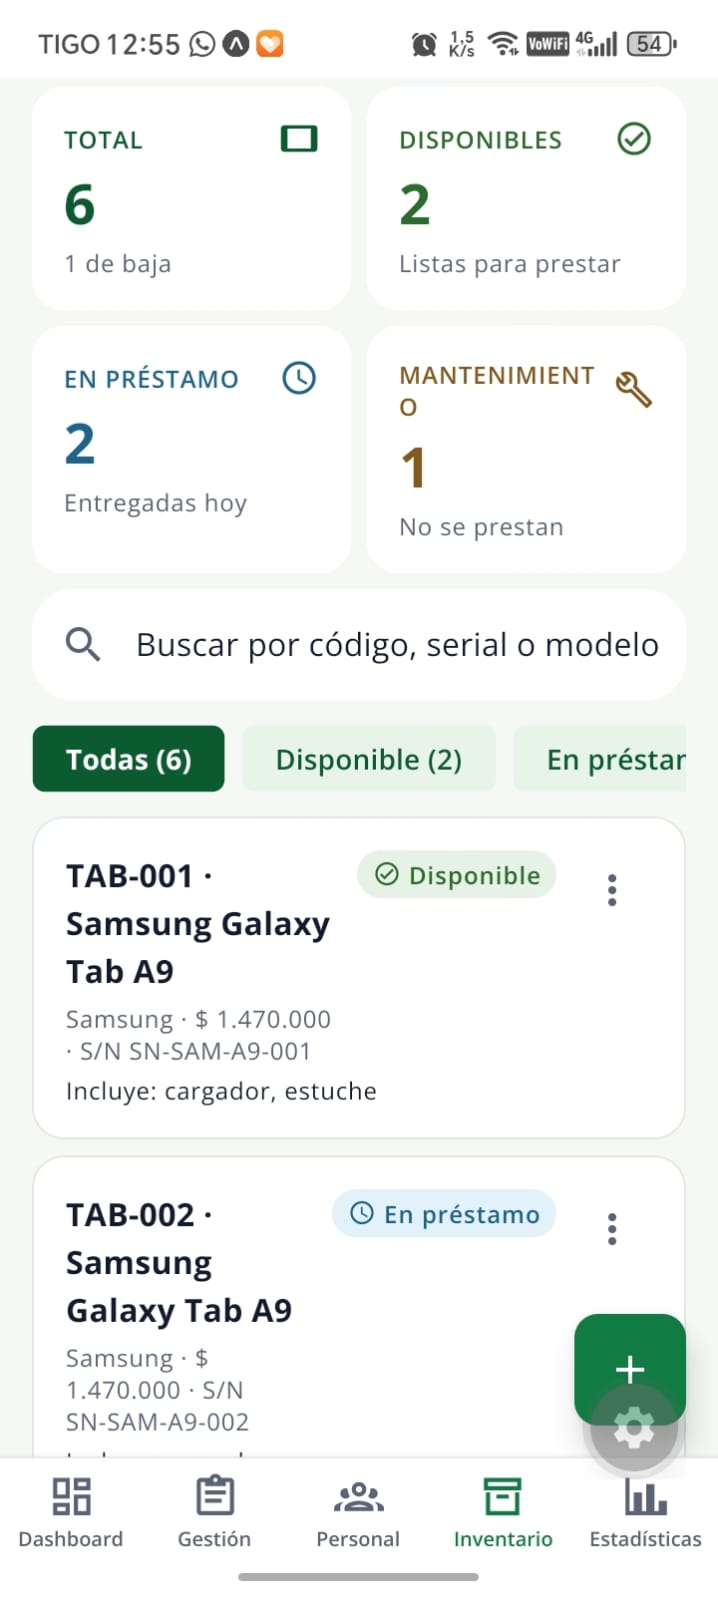 TIGO 12:55 1,5 K/s VoWiFi 4G 54
TOTAL
6
1 de baja
DISPONIBLES
2
Listas para prestar
EN PRÉSTAMO
2
Entregadas hoy
MANTENIMIENT
O
1
No se prestan
Buscar por código, serial o modelo
Todas (6)
Disponible (2)
En préstar
TAB-001 ·
Samsung Galaxy
Tab A9
Disponible
Samsung · $ 1.470.000
· S/N SN-SAM-A9-001
Incluye: cargador, estuche
TAB-002 ·
Samsung
Galaxy Tab A9
En préstamo
Samsung · $
1.470.000 · S/N
SN-SAM-A9-002
Dashboard
Gestión
Personal
Inventario
Estadísticas